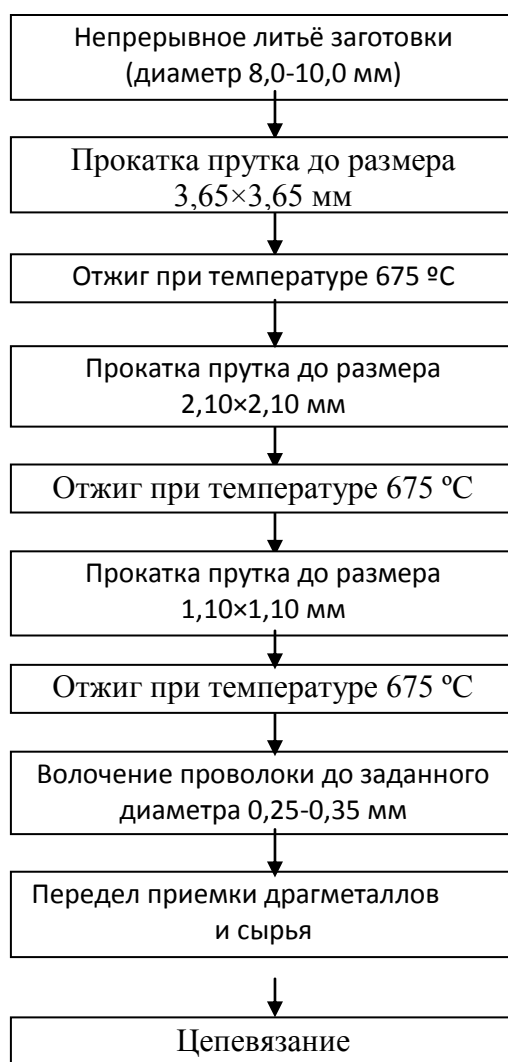 Непрерывное литьё заготовки
(диаметр 8,0-10,0 мм)
Прокатка прутка до размера
3,65×3,65 мм
Отжиг при температуре 675 ºС
Прокатка прутка до размера
2,10×2,10 мм
Отжиг при температуре 675 ºС
Прокатка прутка до размера
1,10×1,10 мм
Отжиг при температуре 675 ºС
Волочение проволоки до заданного
диаметра 0,25-0,35 мм
Передел приемки драгметаллов
и сырья
Цепевязание